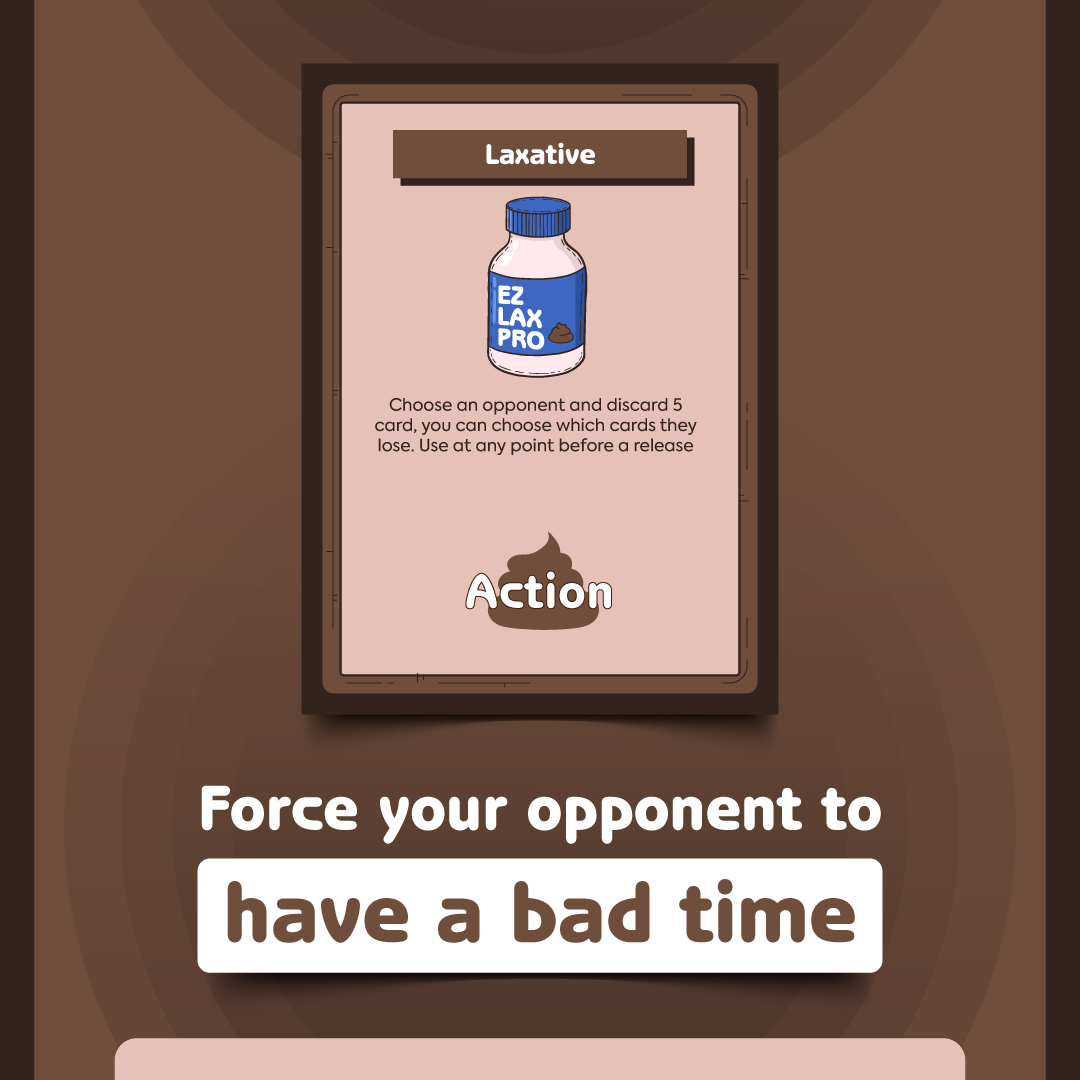 Laxative
EZ
LAX
PRO
Choose an opponent and discard 5
card, you can choose which cards they
lose. Use at any point before a release
Action
Force your opponent to
have a bad time